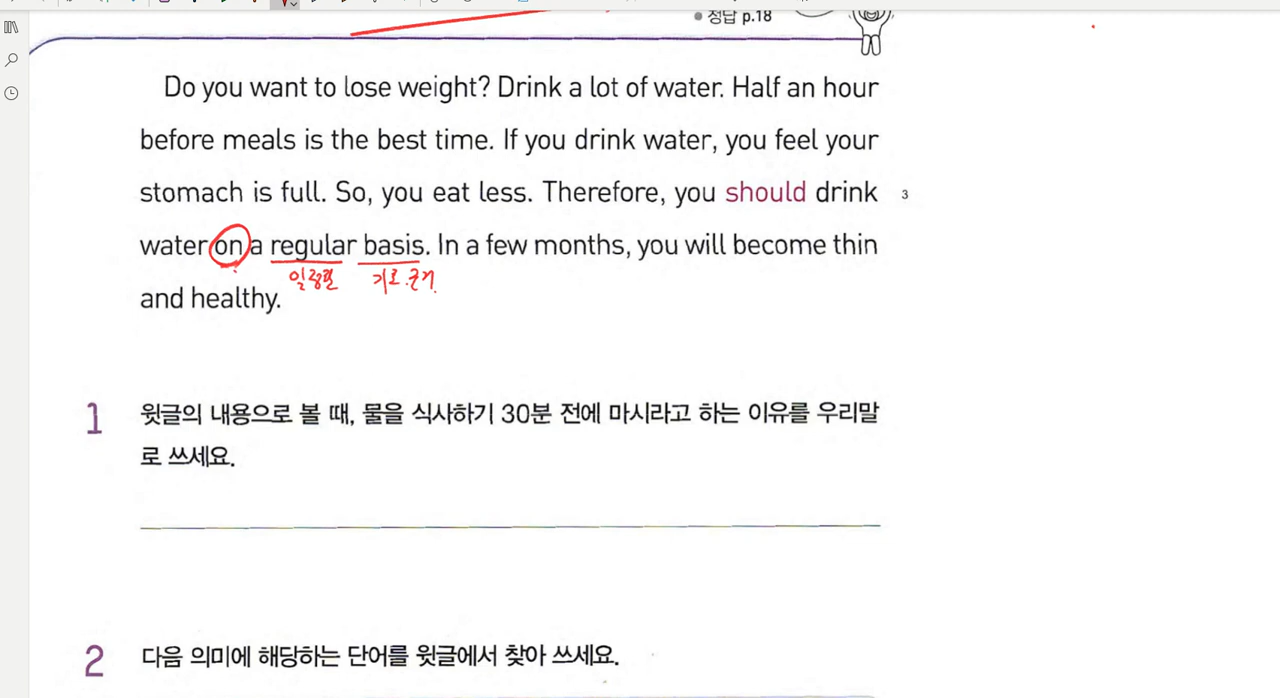 정답 p.18
Do you want to lose weight? Drink a lot of water. Half an hour
before meals is the best time. If you drink water, you feel your
stomach is full. So, you eat less. Therefore, you should drink
3
water on a regular basis. In a few months, you will become thin
일정한 기초.근거
and healthy.
1 윗글의 내용으로 볼 때, 물을 식사하기 30분 전에 마시라고 하는 이유를 우리말
로 쓰세요.
2 다음 의미에 해당하는 단어를 윗글에서 찾아 쓰세요.